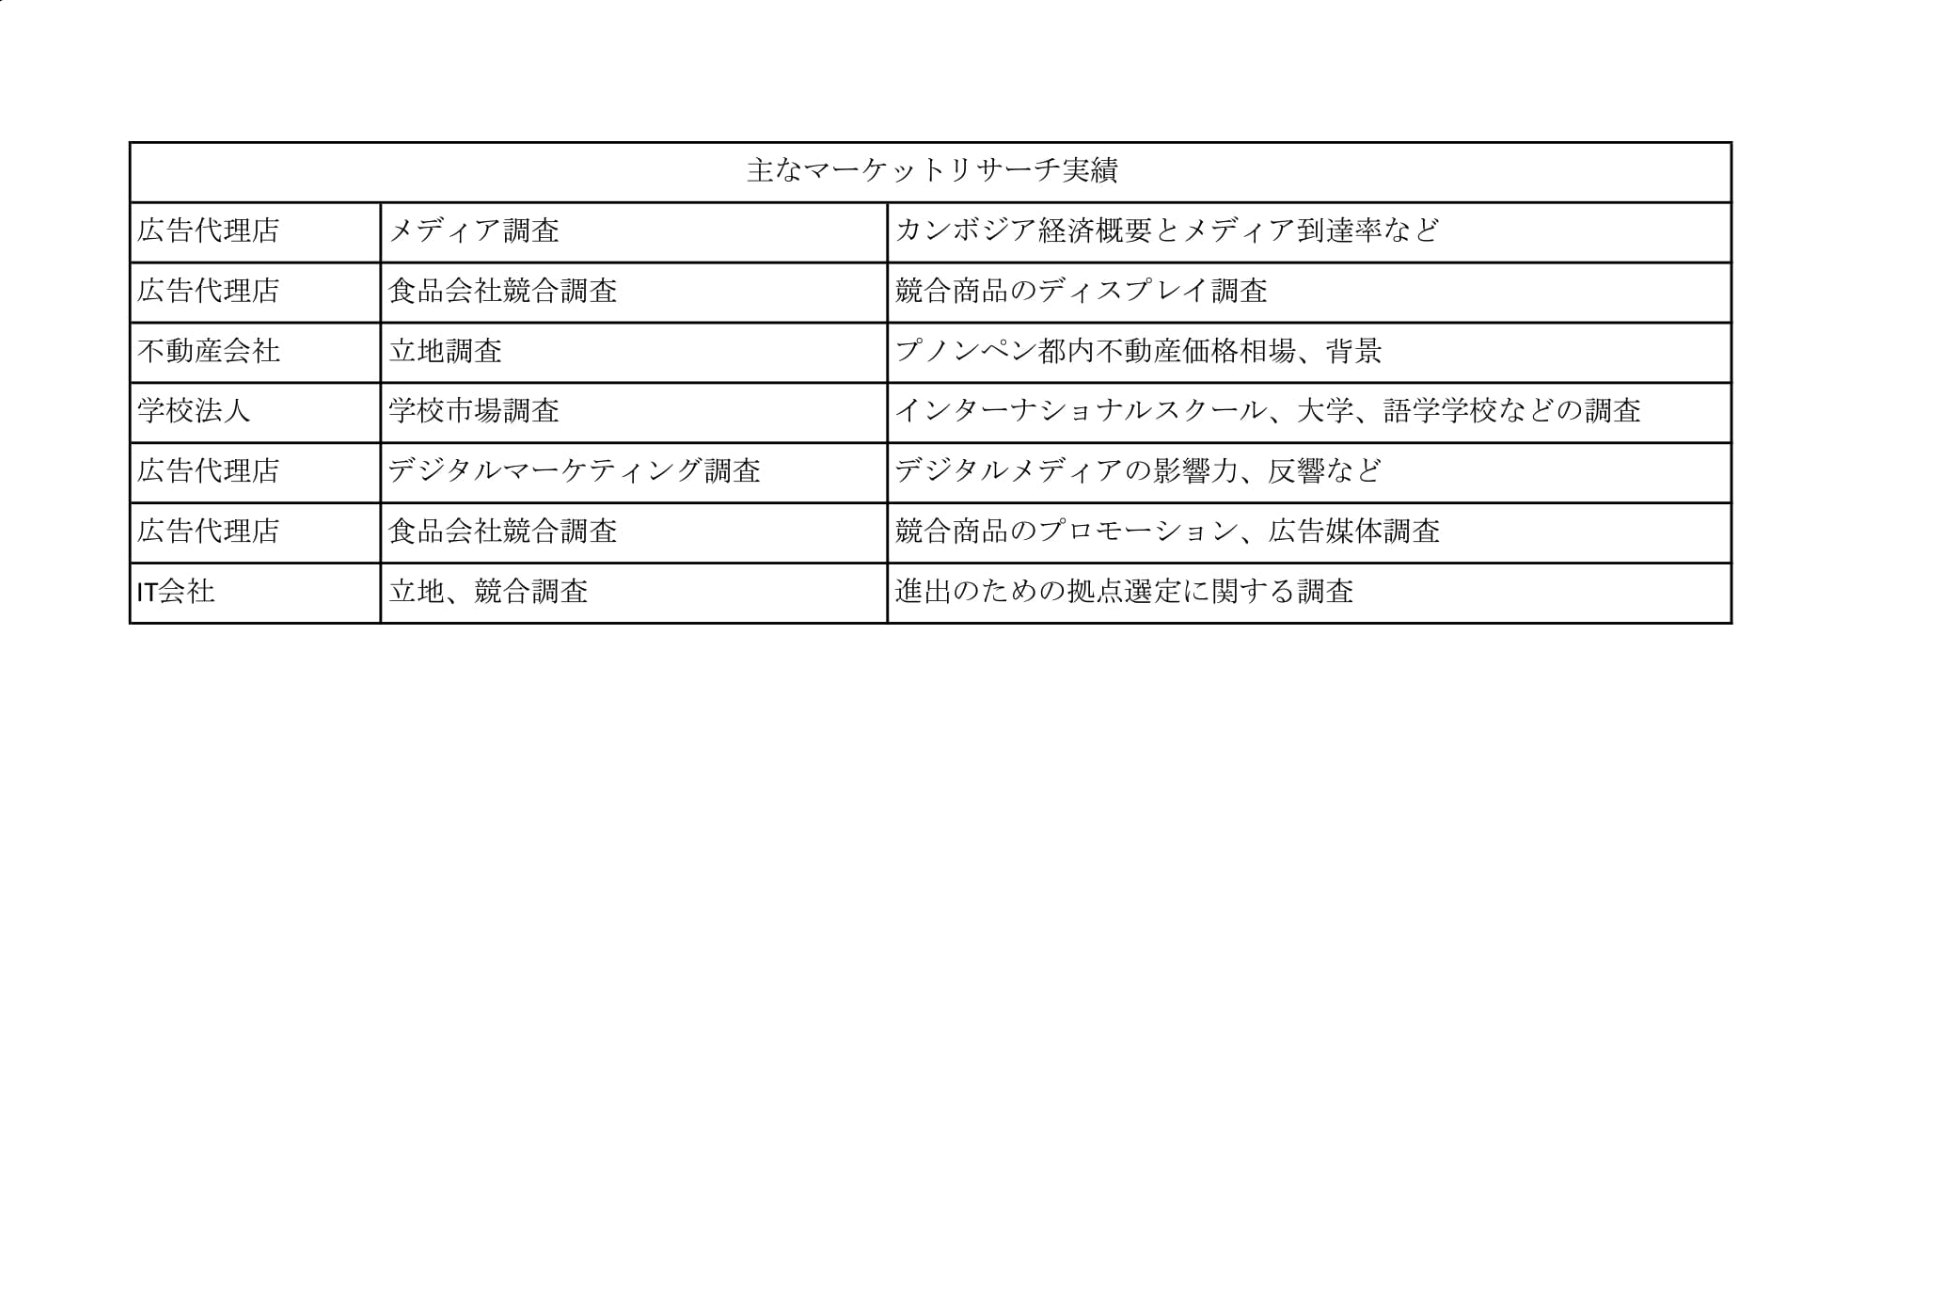 主なマーケットリサーチ実績
広告代理店 メディア調査 カンボジア経済概要とメディア到達率など
広告代理店 食品会社競合調査 競合商品のディスプレイ調査
不動産会社 立地調査 プノンペン都内不動産価格相場、背景
学校法人 学校市場調査 インターナショナルスクール、大学、語学学校などの調査
広告代理店 デジタルマーケティング調査 デジタルメディアの影響力、反響など
広告代理店 食品会社競合調査 競合商品のプロモーション、広告媒体調査
IT会社 立地、競合調査 進出のための拠点選定に関する調査